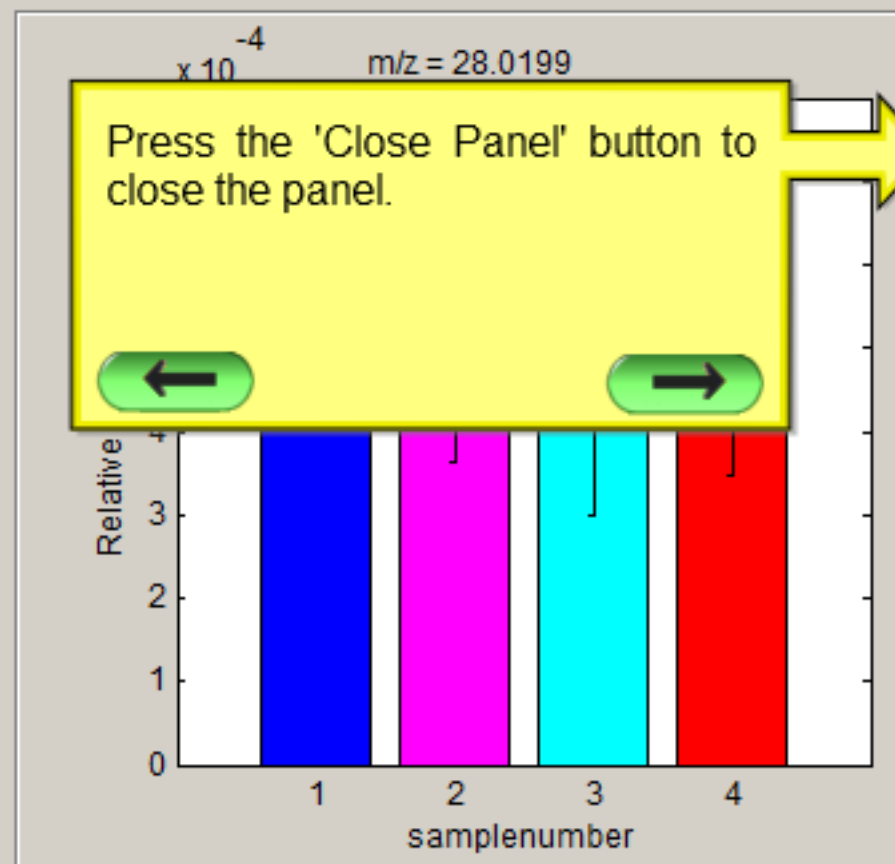 -4
x 10
m/z = 28.0199
Press the 'Close Panel' button to
close the panel.
4
Relative
3
2
1
0
1 2 3 4
samplenumber